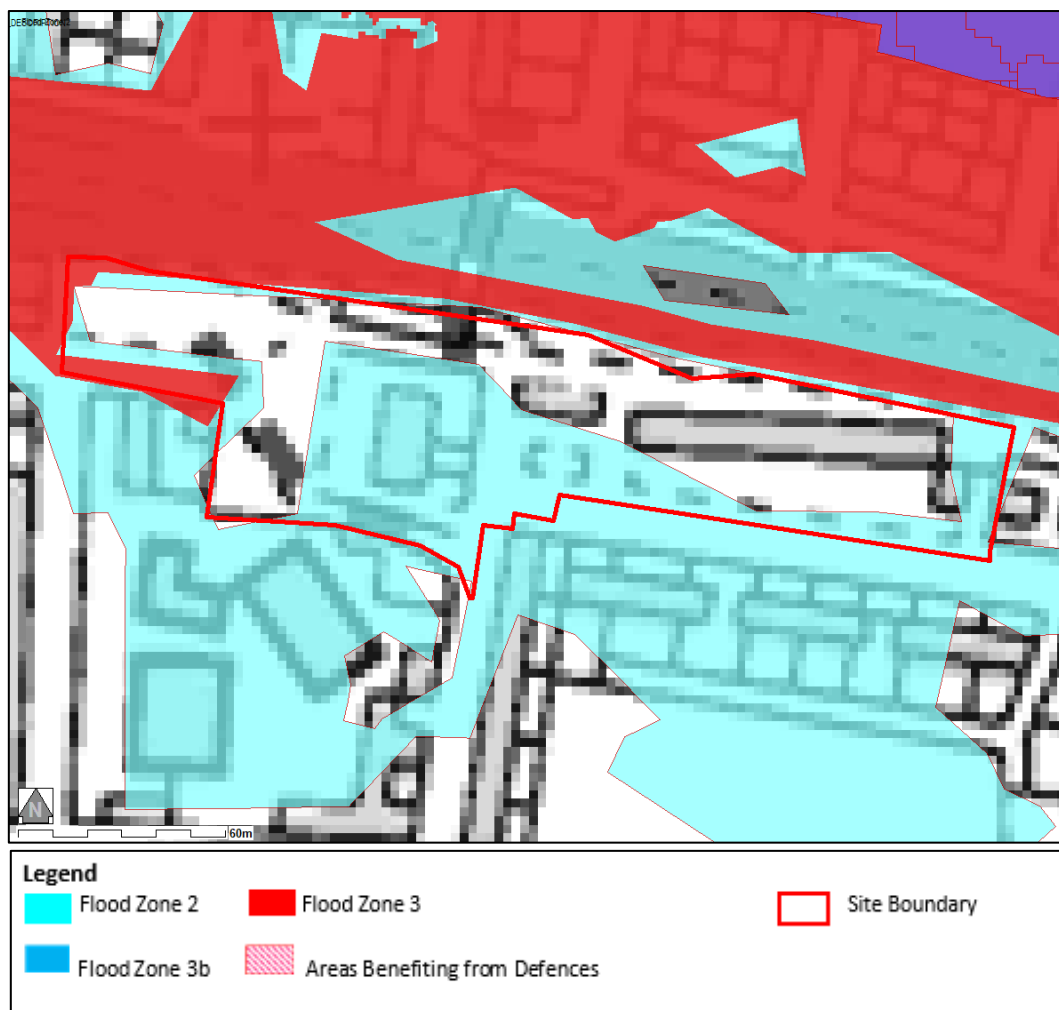 N
60m
Legend
Flood Zone 2
Flood Zone 3
Site Boundary
Flood Zone 3b
Areas Benefiting from Defences